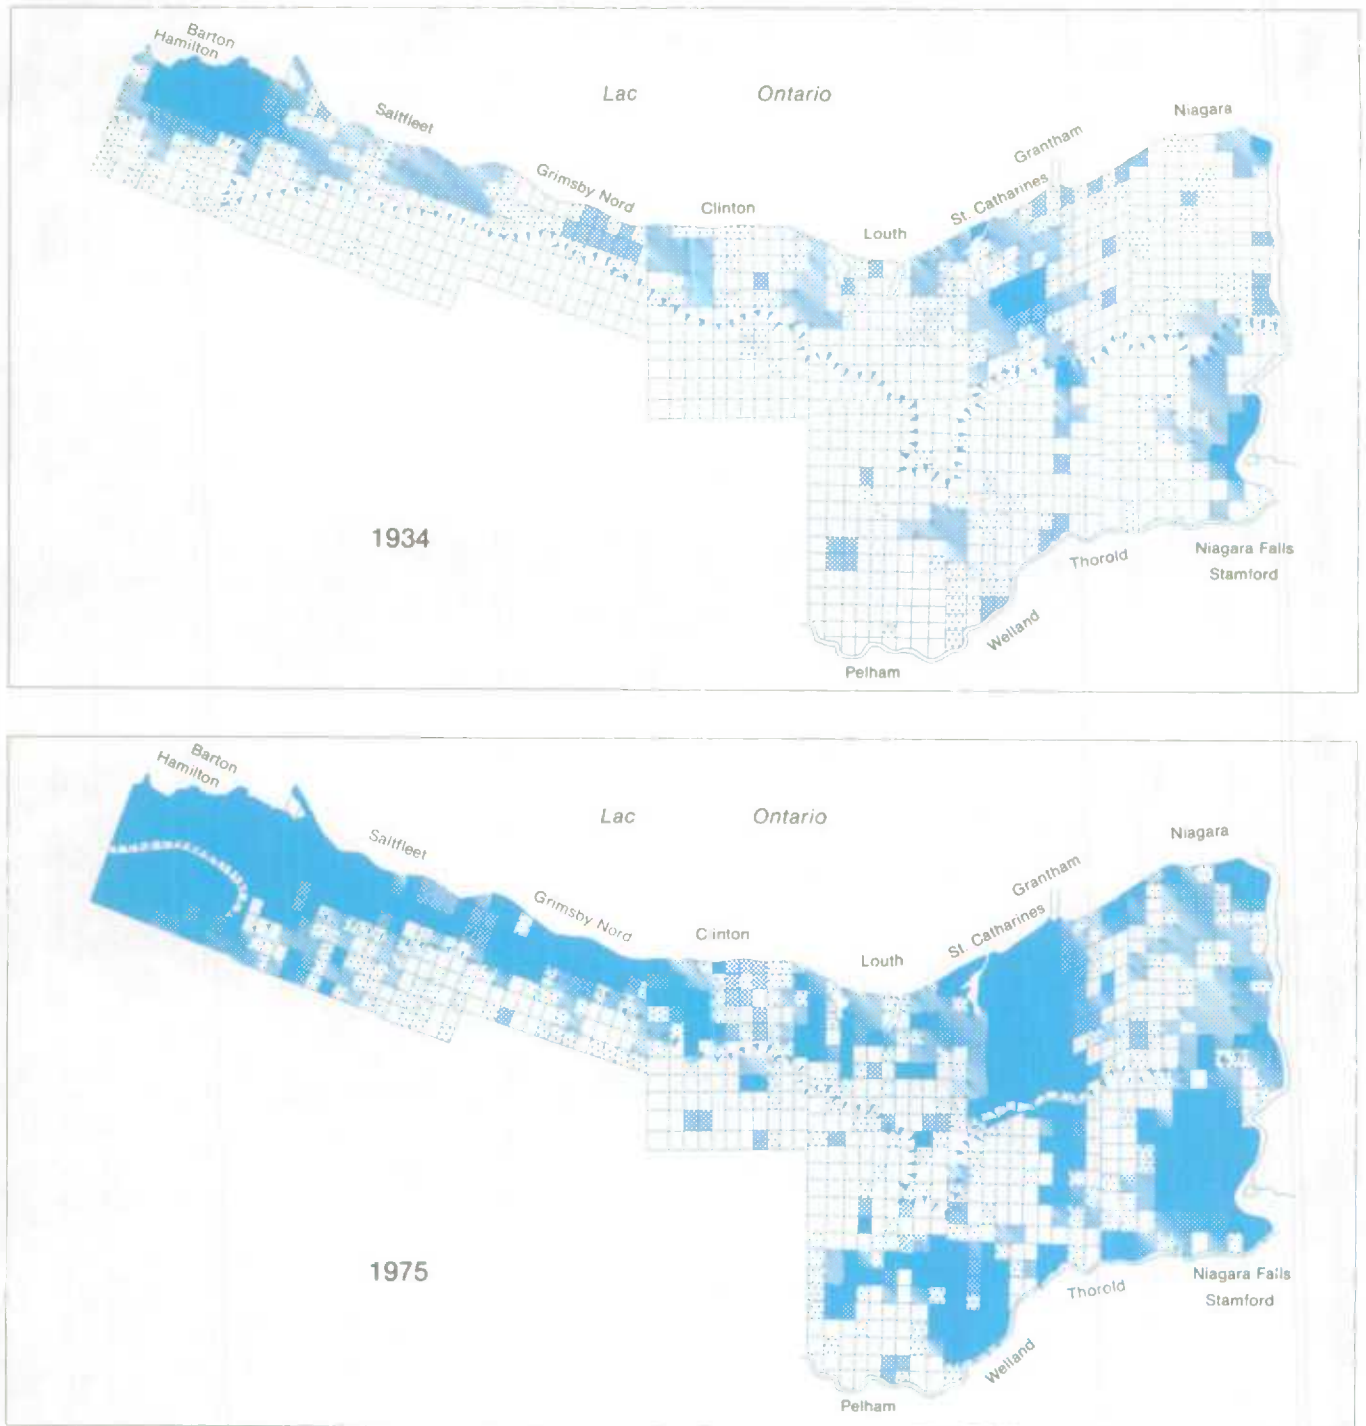 Barton
Hamilton
Lac Ontario
Saltfleet
Niagara
Grantham
Grimsby Nord
St. Catharines
Clinton
Louth
1934
Thorold
Niagara Falls
Stamford
Welland
Pelham
Barton
Hamilton
Lac Ontario
Saltfleet
Niagara
Grantham
Grimsby Nord
St. Catharines
Clinton
Louth
1975
Thorold
Niagara Falls
Stamford
Welland
Pelham